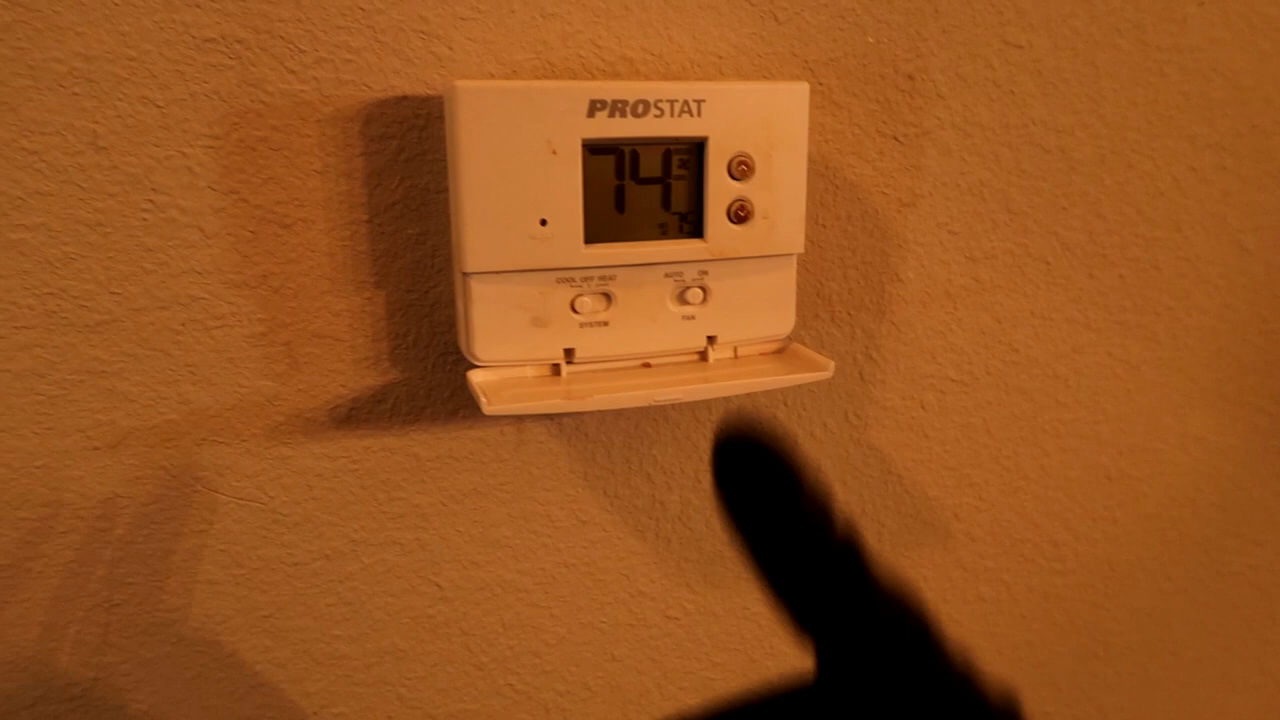 PROSTAT
74
COOL OFF HEAT
AUTO ON
SYSTEM
FAN